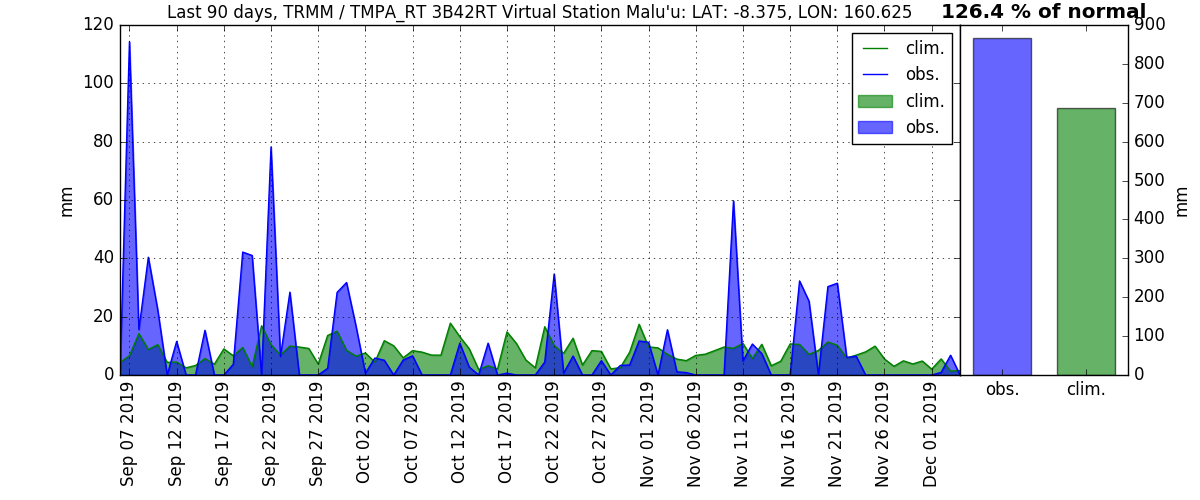 Last 90 days, TRMM / TMPA_RT 3B42RT Virtual Station Malu'u: LAT: -8.375, LON: 160.625
126.4 % of normal
120
100
80
60
40
20
0
mm
clim.
obs.
clim.
obs.
900
800
700
600
500
400
300
200
100
0
mm
obs.
clim.
Sep 07 2019
Sep 12 2019
Sep 17 2019
Sep 22 2019
Sep 27 2019
Oct 02 2019
Oct 07 2019
Oct 12 2019
Oct 17 2019
Oct 22 2019
Oct 27 2019
Nov 01 2019
Nov 06 2019
Nov 11 2019
Nov 16 2019
Nov 21 2019
Nov 26 2019
Dec 01 2019